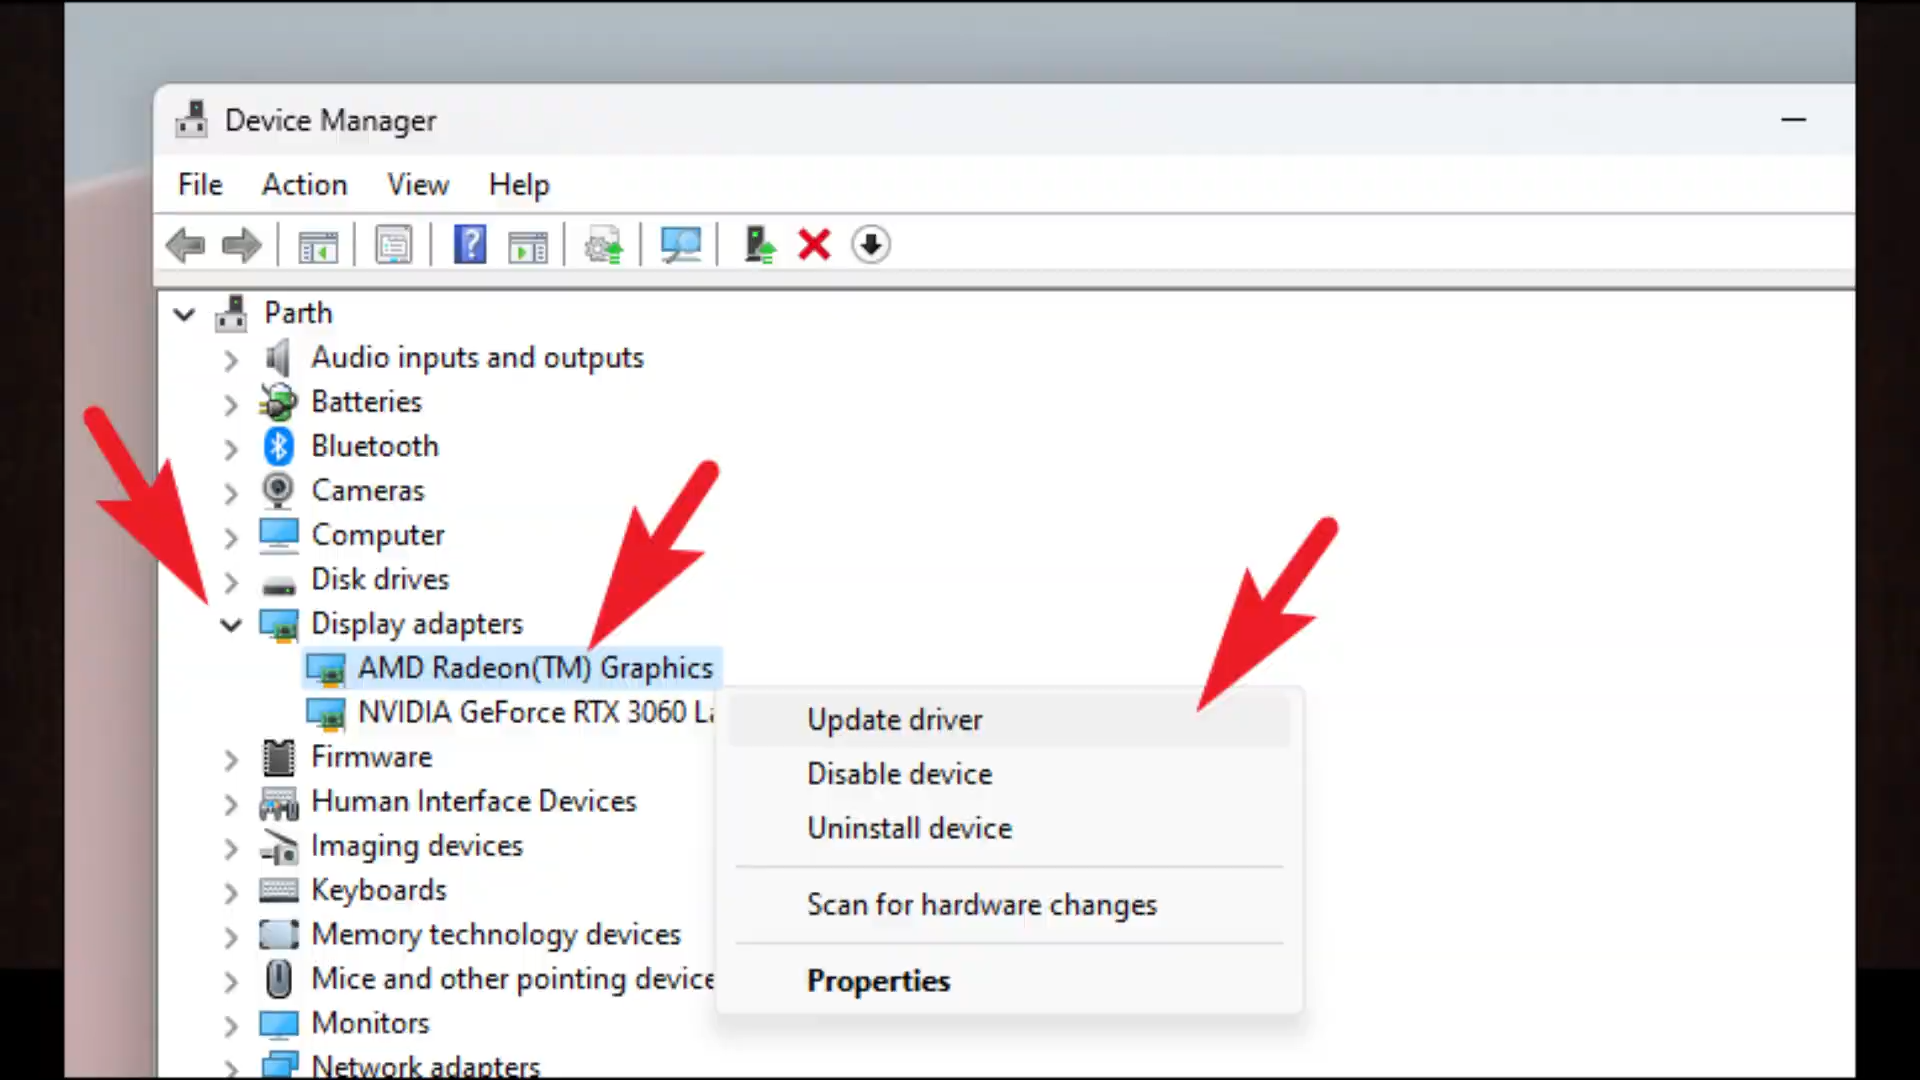 Device Manager
File Action View Help
Parth
Audio inputs and outputs
Batteries
Bluetooth
Cameras
Computer
Disk drives
Display adapters
AMD Radeon(TM) Graphics
NVIDIA GeForce RTX 3060 La
Update driver
Disable device
Uninstall device
Scan for hardware changes
Properties
Firmware
Human Interface Devices
Imaging devices
Keyboards
Memory technology devices
Mice and other pointing device
Monitors
Network adapters